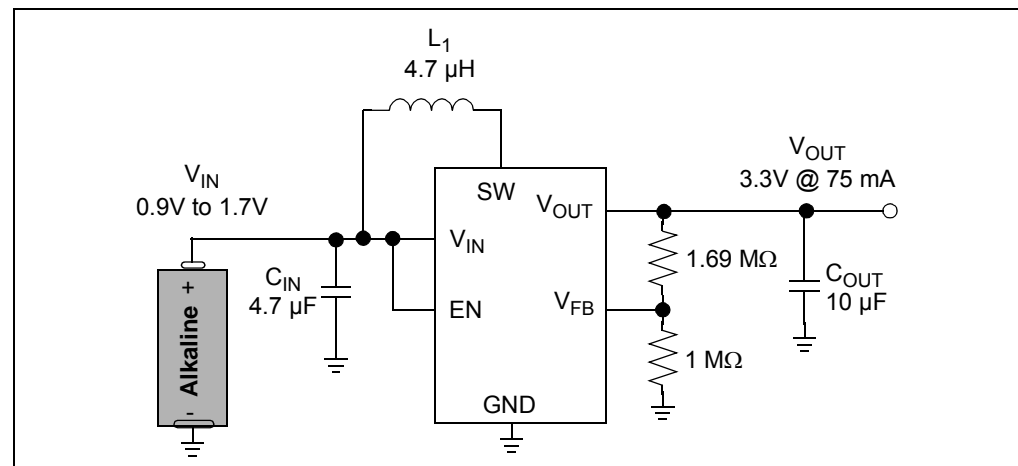 L1
4.7 µH
VIN
0.9V to 1.7V
VOUT
3.3V @ 75 mA
SW
VOUT
VIN
1.69 MΩ
CIN
4.7 µF
COUT
10 µF
EN
VFB
1 MΩ
GND
+
Alkaline
-